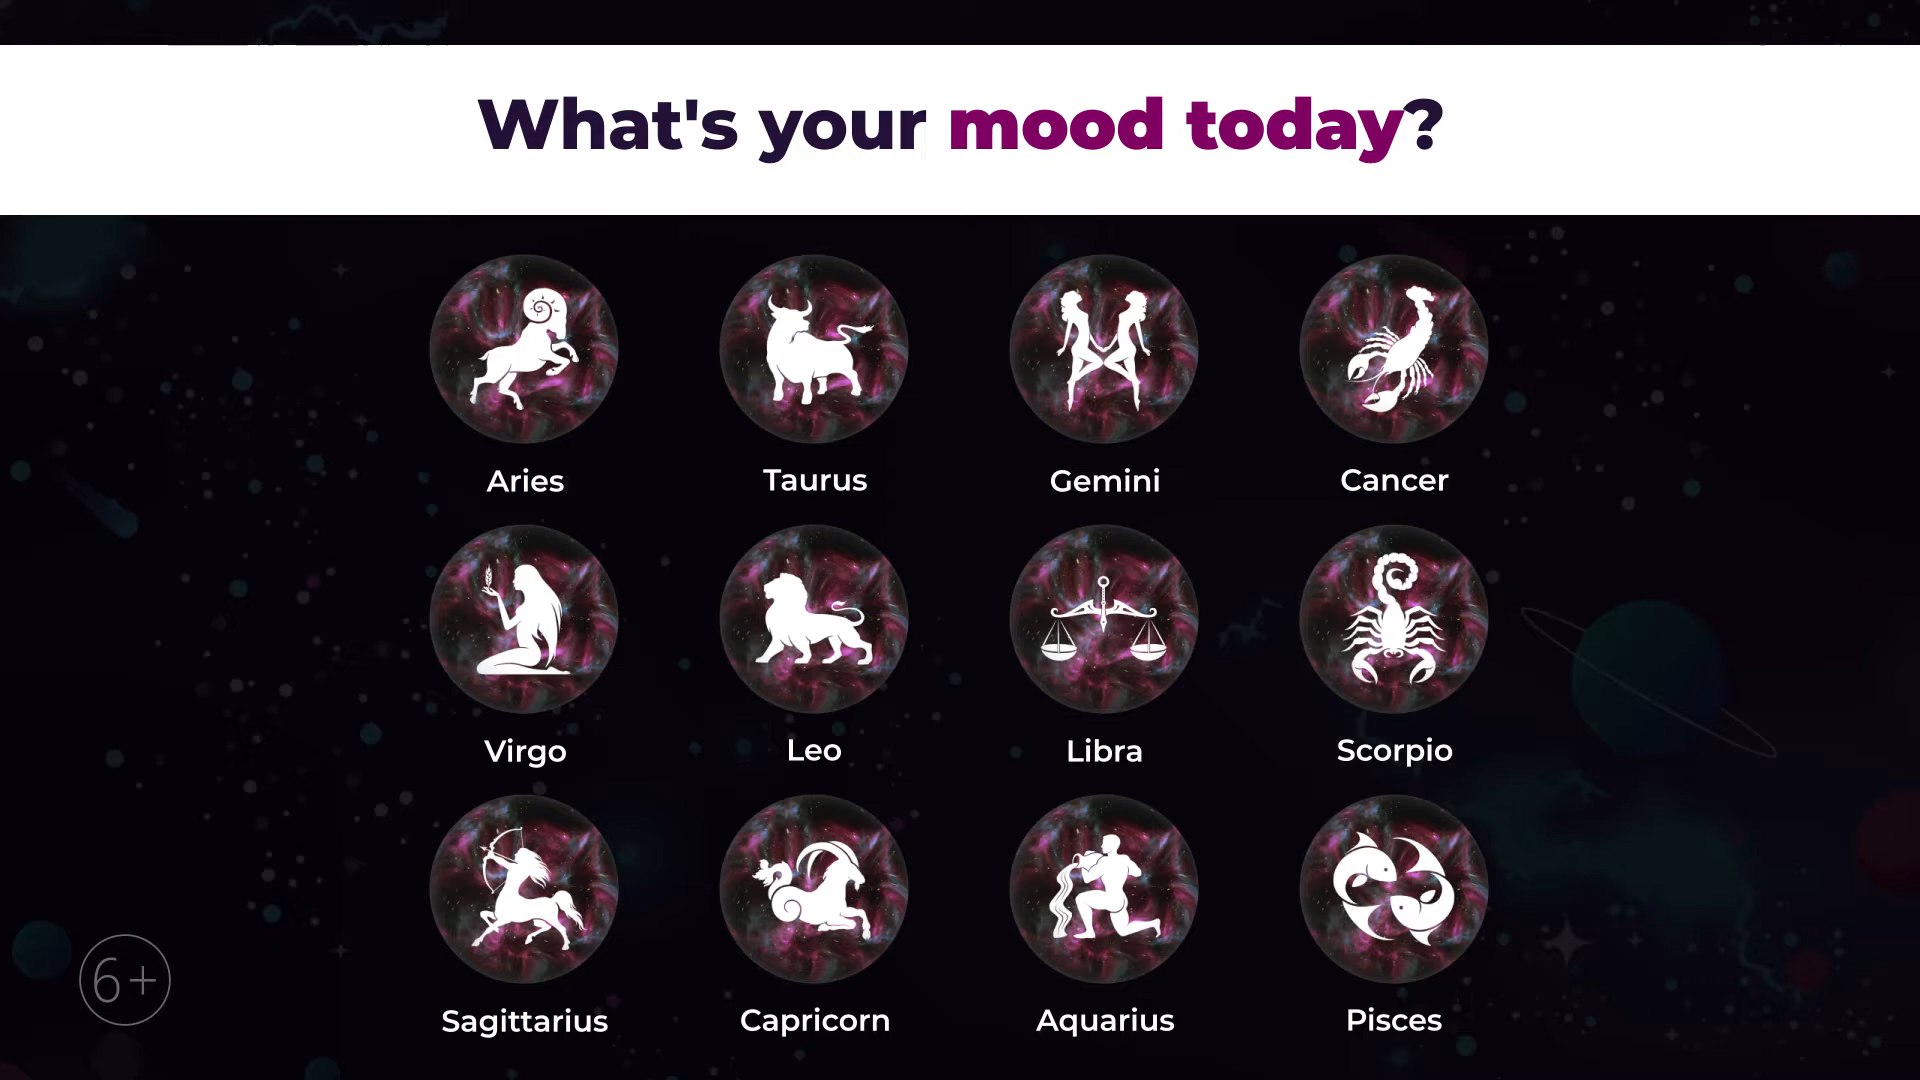 What's your mood today?
Aries
Taurus
Gemini
Cancer
Virgo
Leo
Libra
Scorpio
Sagittarius
Capricorn
Aquarius
Pisces
6+